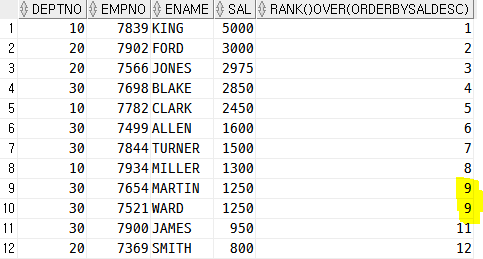 DEPTNO EMPNO ENAME SAL RANK()OVER(ORDERBYSALDESC)
1 10 7839 KING 5000 1
2 20 7902 FORD 3000 2
3 20 7566 JONES 2975 3
4 30 7698 BLAKE 2850 4
5 10 7782 CLARK 2450 5
6 30 7499 ALLEN 1600 6
7 30 7844 TURNER 1500 7
8 10 7934 MILLER 1300 8
9 30 7654 MARTIN 1250 9
10 30 7521 WARD 1250 9
11 30 7900 JAMES 950 11
12 20 7369 SMITH 800 12